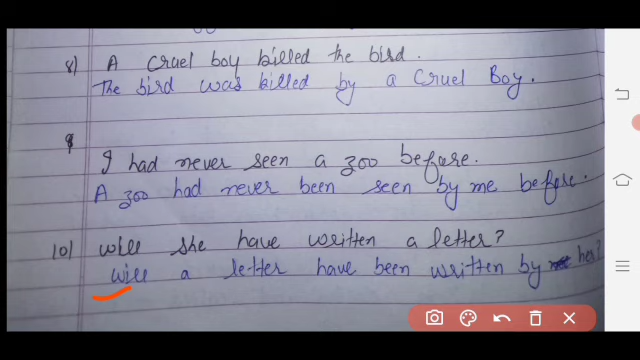 8) A Cruel boy killed the bird.
The bird was killed by a Cruel Boy.
9 I had never seen a zoo before.
A zoo had never been seen by me before.
10) Will she have written a letter?
Will a letter have been written by her?